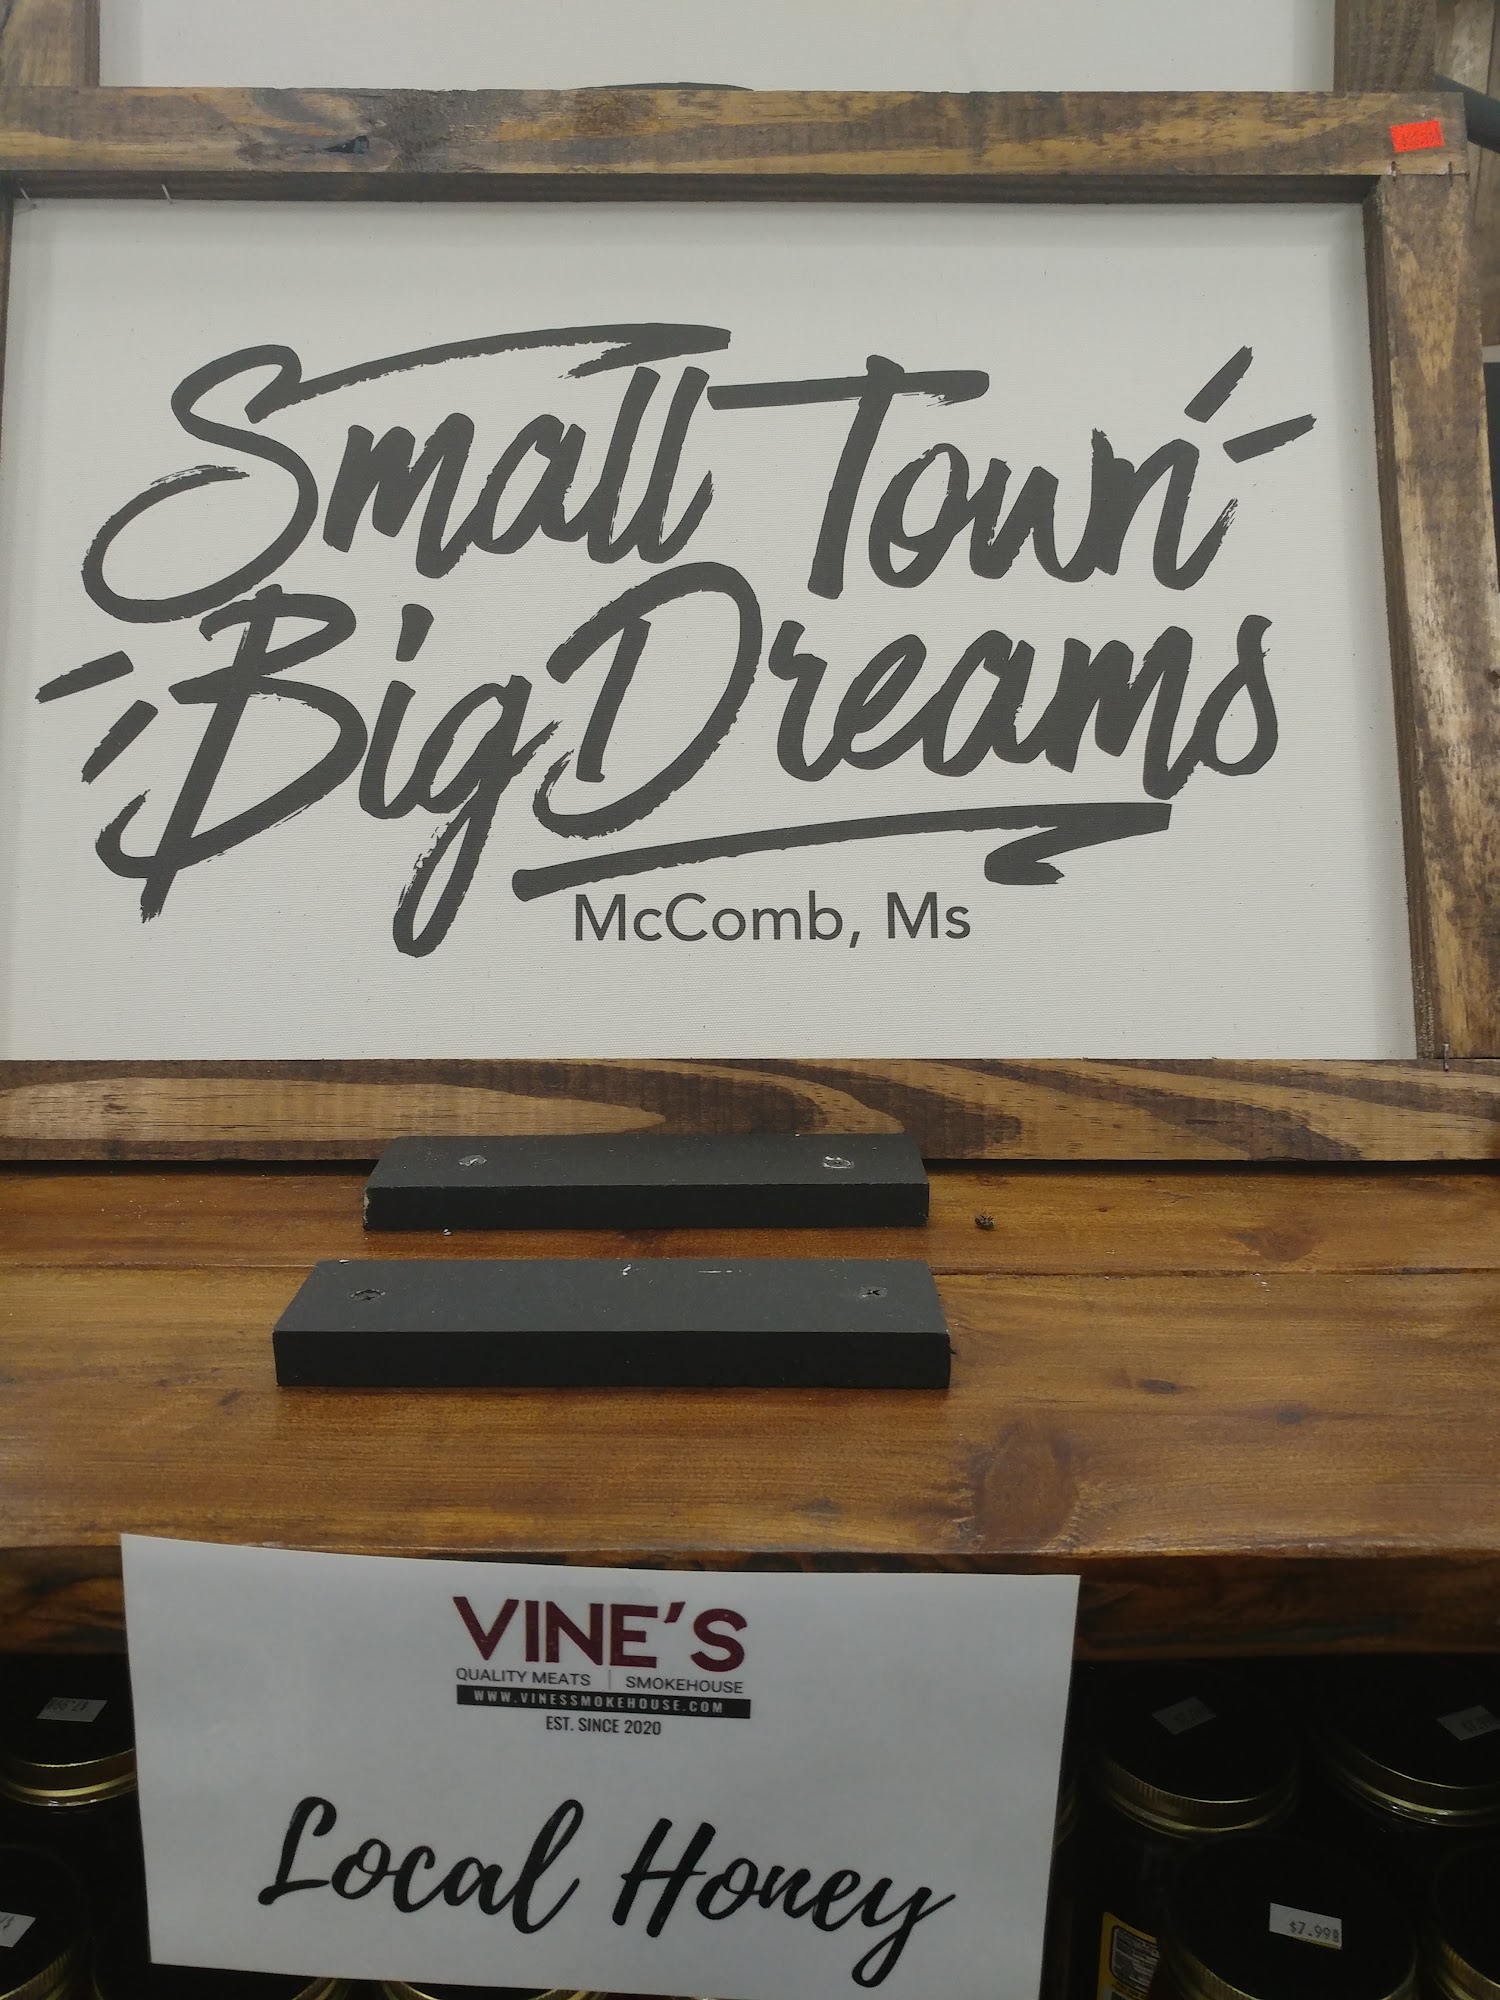 Small Town
Big Dreams
McComb, Ms
VINE'S
QUALITY MEATS | SMOKEHOUSE
WWW.VINESSMOKEHOUSE.COM
EST. SINCE 2020
Local Honey
$7.99